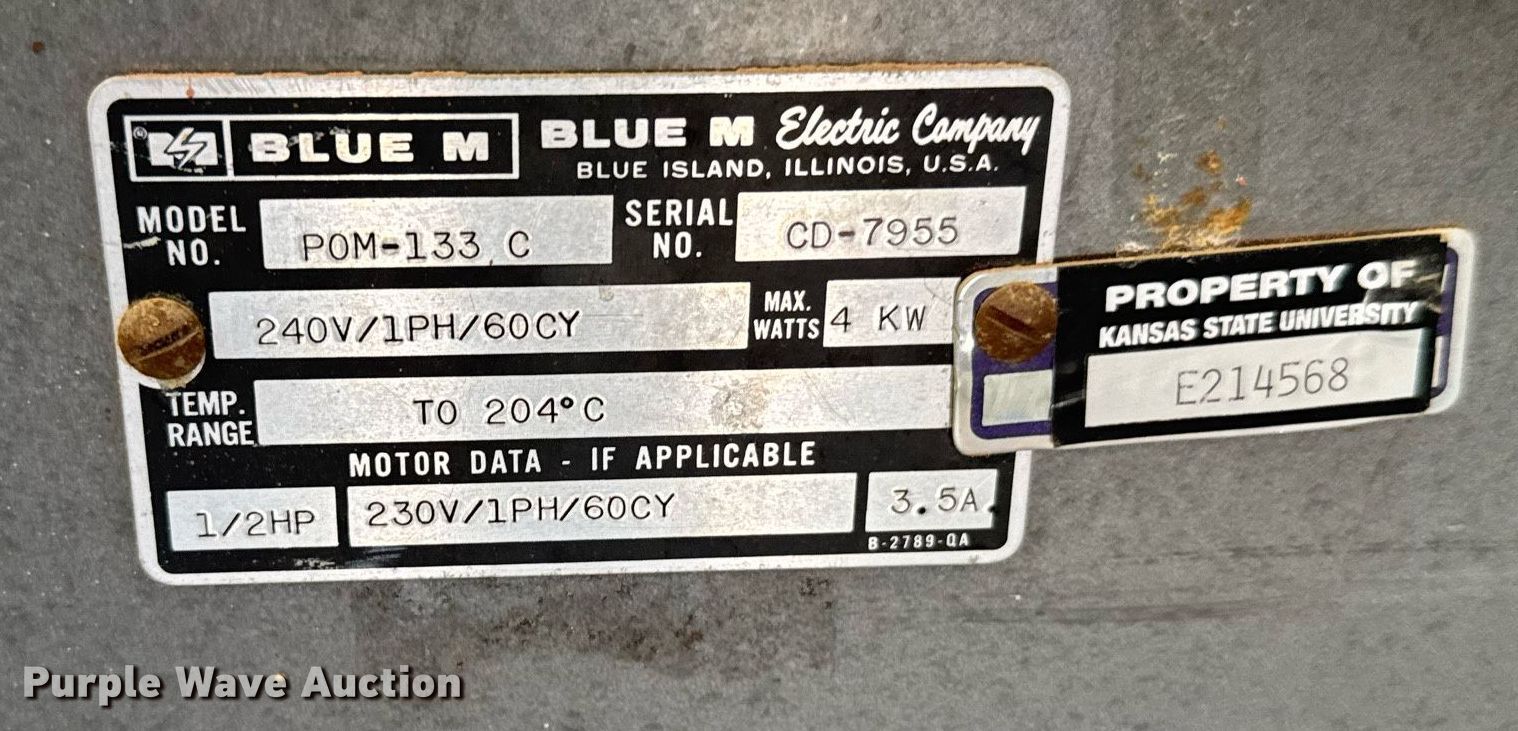 BLUE M BLUE M Electric Company
BLUE ISLAND, ILLINOIS, U.S.A.
MODEL NO. POM-133 C SERIAL NO. CD-7955
240V/1PH/60CY MAX. WATTS 4 KW
TEMP. RANGE TO 204°C
MOTOR DATA - IF APPLICABLE
1/2HP 230V/1PH/60CY 3.5A.
B-2789-QA
PROPERTY OF
KANSAS STATE UNIVERSITY
E214568
Purple Wave Auction